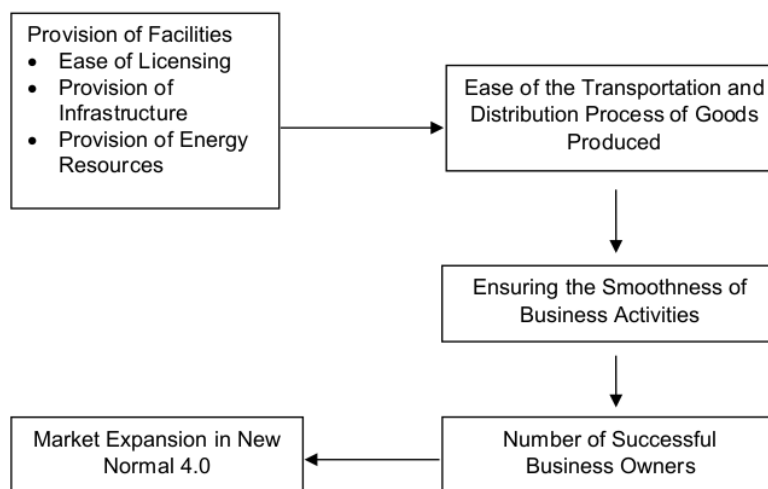 Provision of Facilities
• Ease of Licensing
• Provision of
Infrastructure
• Provision of Energy
Resources
Ease of the Transportation and
Distribution Process of Goods
Produced
Ensuring the Smoothness of
Business Activities
Number of Successful
Business Owners
Market Expansion in New
Normal 4.0